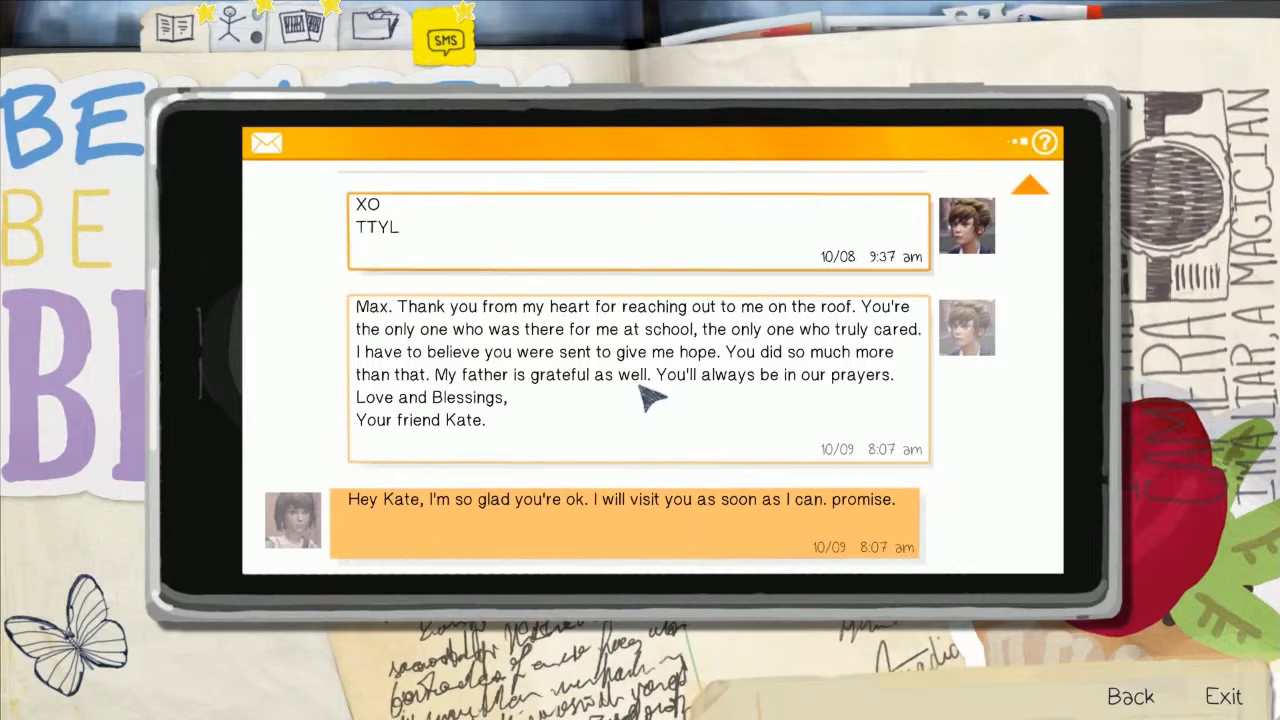 SMS
BE
BE
XO
TTYL
10/08 9:37 am
Max. Thank you from my heart for reaching out to me on the roof. You're
the only one who was there for me at school, the only one who truly cared.
I have to believe you were sent to give me hope. You did so much more
than that. My father is grateful as well. You'll always be in our prayers.
Love and Blessings,
Your friend Kate.
10/09 8:07 am
Hey Kate, I'm so glad you're ok. I will visit you as soon as I can. promise.
10/09 8:07 am
CAMERA
LIAR, A MAGICIAN
Back Exit